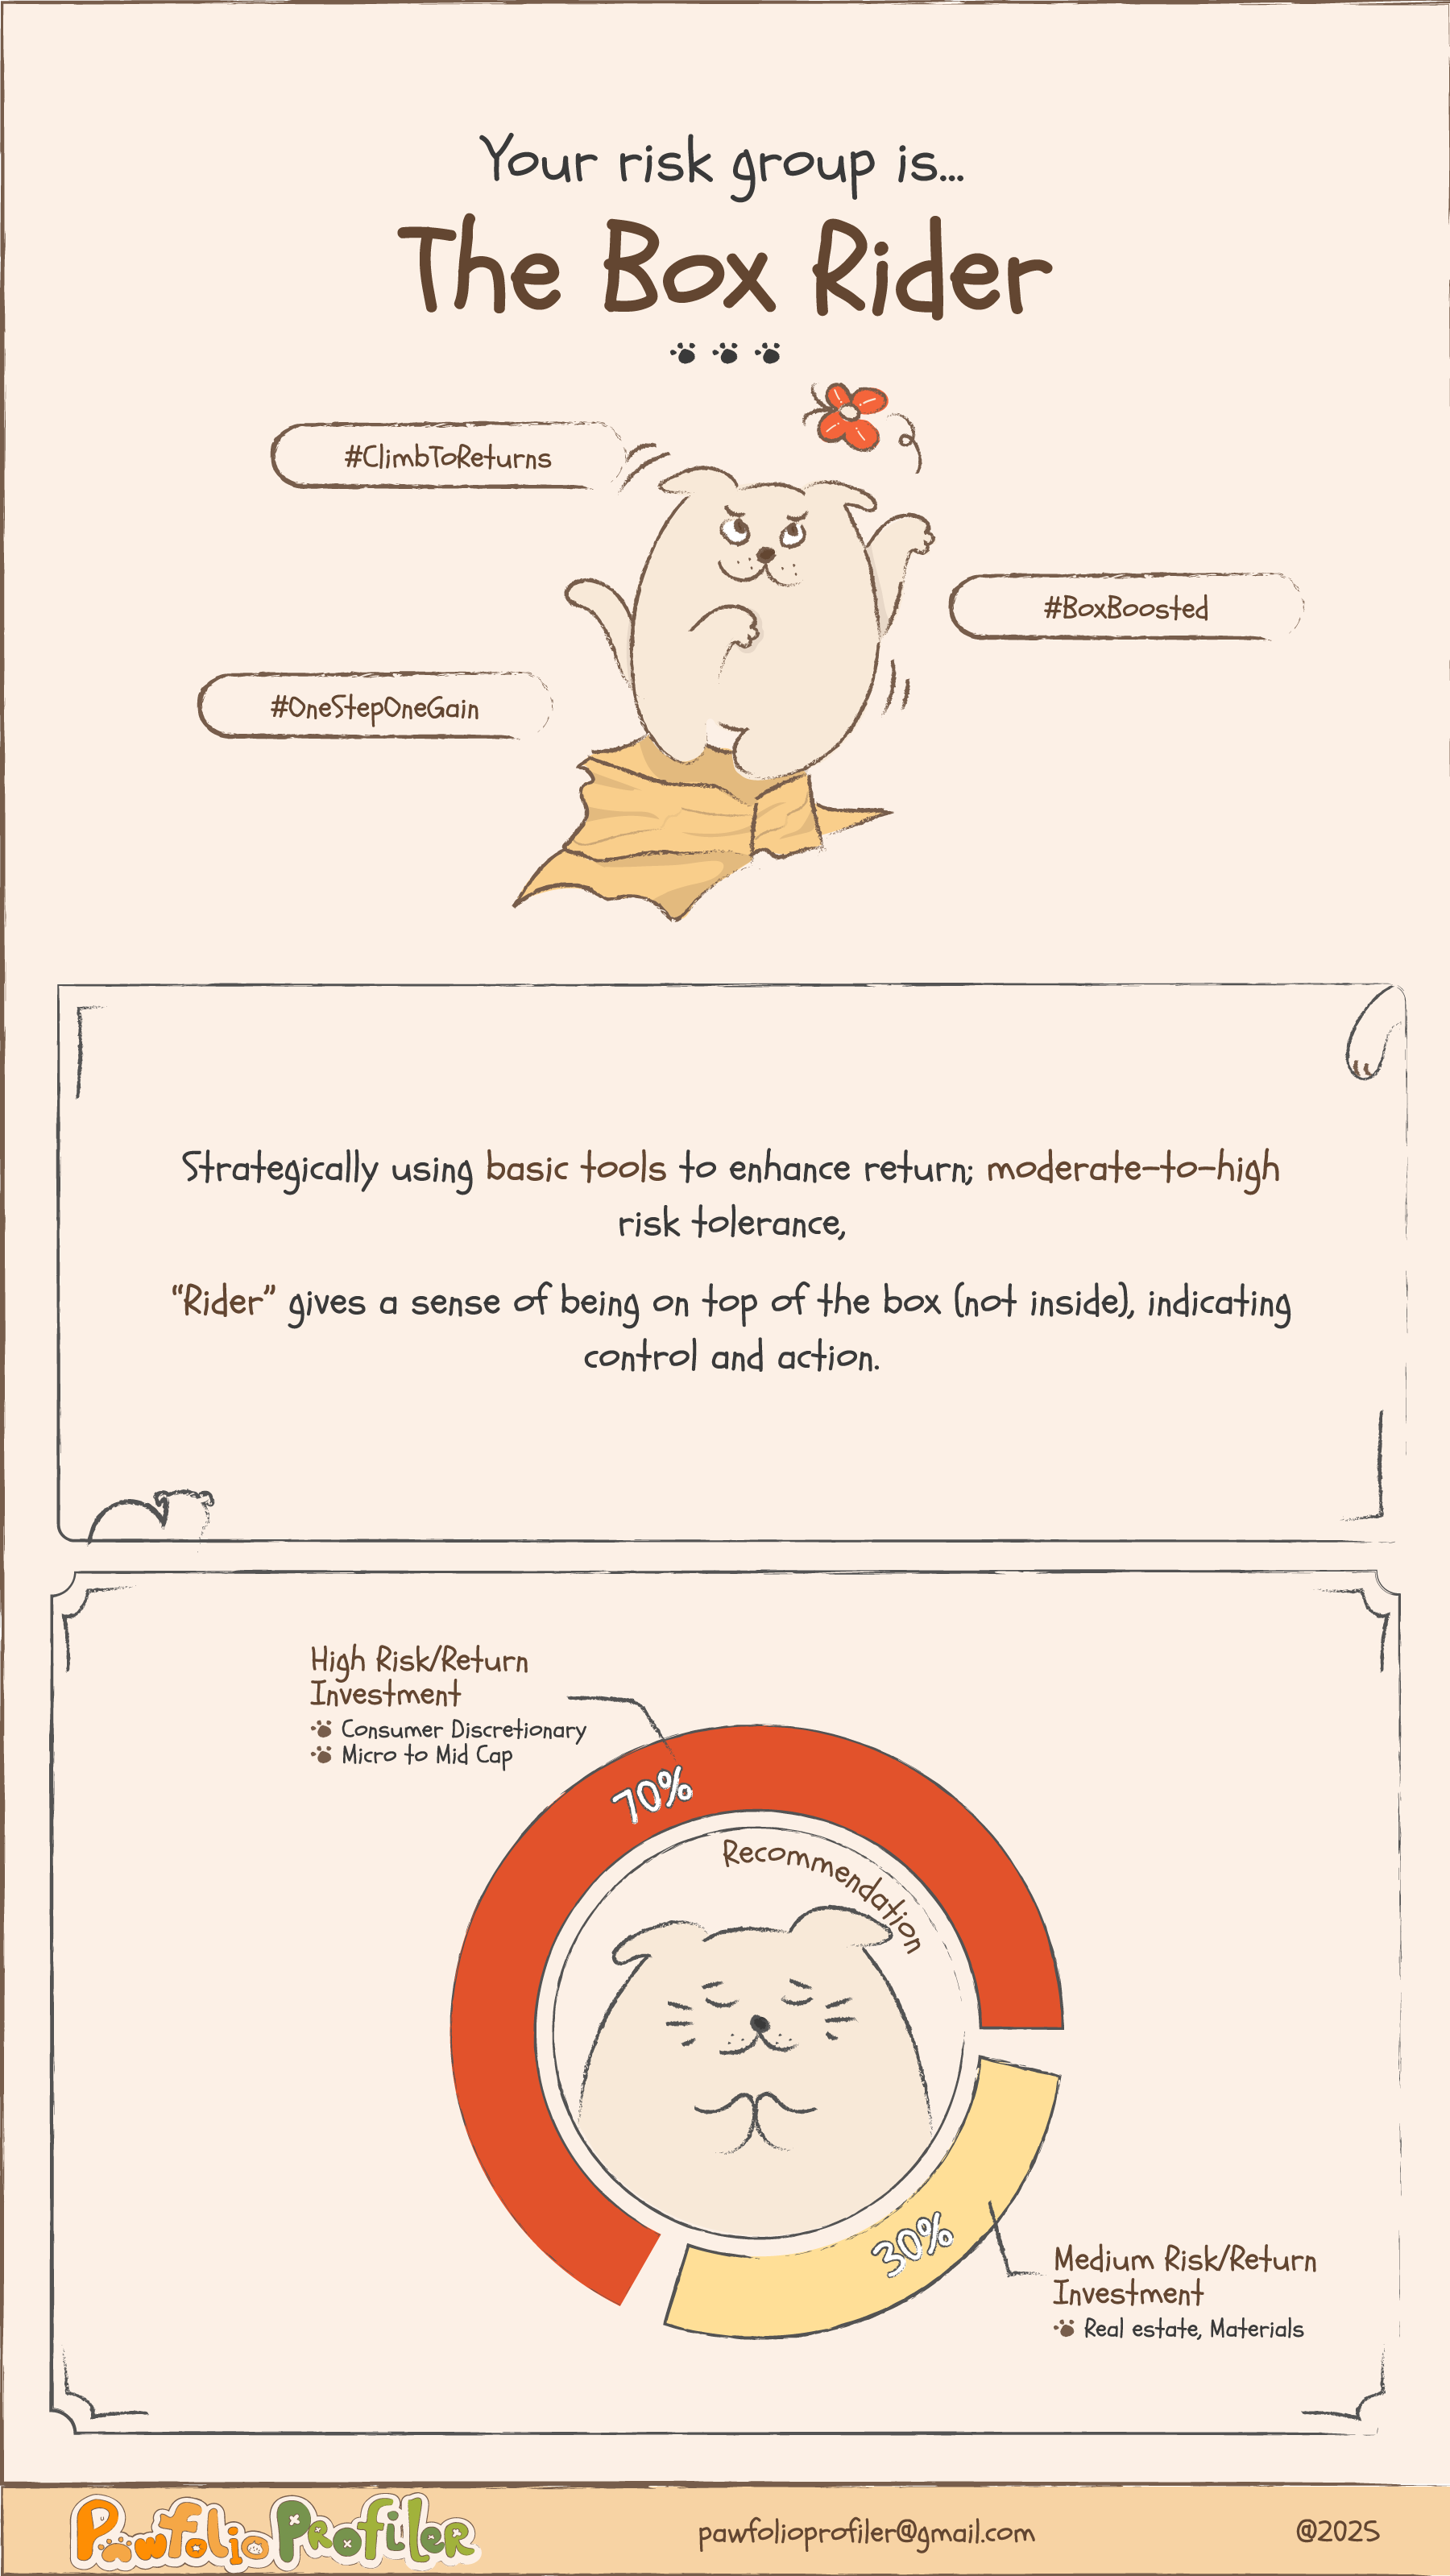 Your risk group is...
The Box Rider
#ClimbToReturns
#BoxBoosted
#OneStepOneGain
Strategically using basic tools to enhance return; moderate-to-high
risk tolerance,
“Rider” gives a sense of being on top of the box (not inside), indicating
control and action.
High Risk/Return
Investment
Consumer Discretionary
Micro to Mid Cap
70%
Recommendation
30%
Medium Risk/Return
Investment
Real estate, Materials
Pawfolio Profiler
pawfolioprofiler@gmail.com
@2025